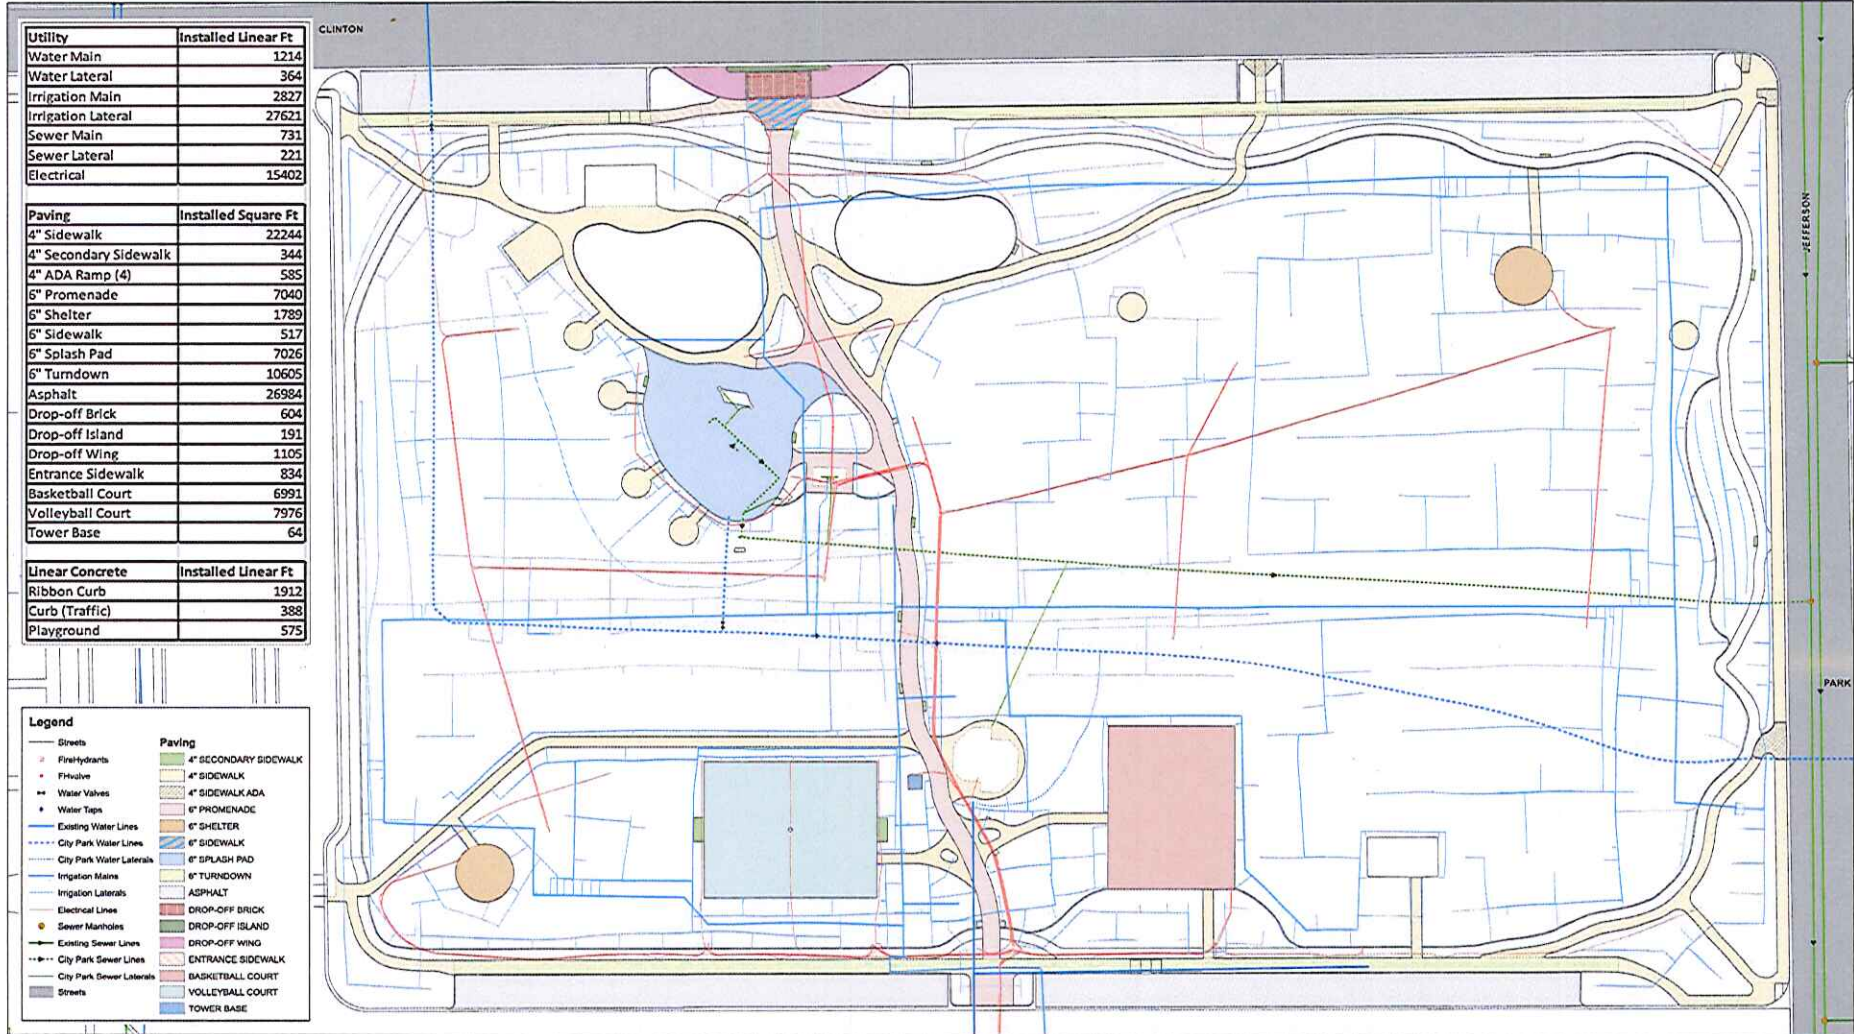 CLINTON
Utility Installed Linear Ft
Water Main 1214
Water Lateral 364
Irrigation Main 2827
Irrigation Lateral 27621
Sewer Main 731
Sewer Lateral 221
Electrical 15402
Paving Installed Square Ft
4" Sidewalk 22244
4" Secondary Sidewalk 344
4" ADA Ramp (4) 585
6" Promenade 7040
6" Shelter 1789
6" Sidewalk 517
6" Splash Pad 7026
6" Turndown 10605
Asphalt 26984
Drop-off Brick 604
Drop-off Island 191
Drop-off Wing 1105
Entrance Sidewalk 834
Basketball Court 6991
Volleyball Court 7976
Tower Base 64
Linear Concrete Installed Linear Ft
Ribbon Curb 1912
Curb (Traffic) 388
Playground 575
JEFFERSON
PARK
Legend
Streets
FireHydrants
FHvalve
Water Valves
Water Taps
Existing Water Lines
City Park Water Lines
City Park Water Laterals
Irrigation Mains
Irrigation Laterals
Electrical Lines
Sewer Manholes
Existing Sewer Lines
City Park Sewer Lines
City Park Sewer Laterals
Streets
Paving
4" SECONDARY SIDEWALK
4" SIDEWALK
4" SIDEWALK ADA
6" PROMENADE
6" SHELTER
6" SIDEWALK
6" SPLASH PAD
6" TURNDOWN
ASPHALT
DROP-OFF BRICK
DROP-OFF ISLAND
DROP-OFF WING
ENTRANCE SIDEWALK
BASKETBALL COURT
VOLLEYBALL COURT
TOWER BASE